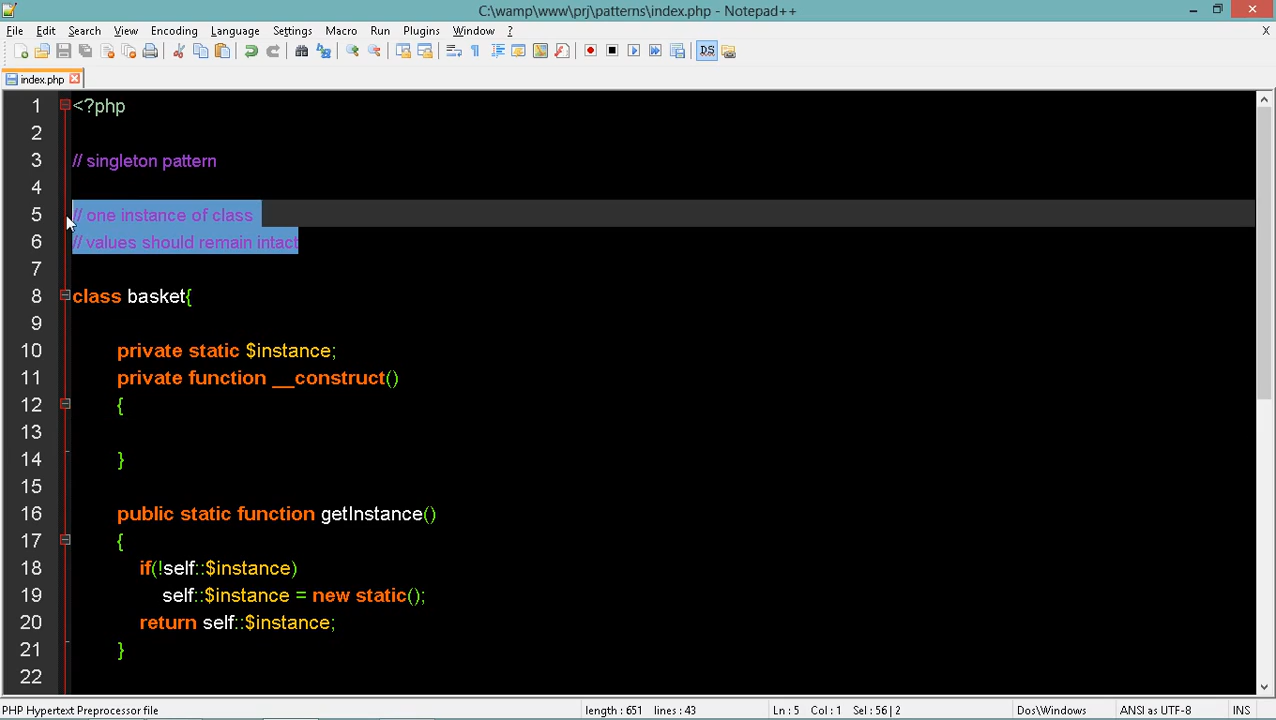 C:\wamp\www\prj\patterns\index.php - Notepad++
File Edit Search View Encoding Language Settings Macro Run Plugins Window ? X
index.php
1 <?php
2
3 // singleton pattern
4
5 // one instance of class
6 // values should remain intact
7
8 class basket{
9
10 private static $instance;
11 private function __construct()
12 {
13
14 }
15
16 public static function getInstance()
17 {
18 if(!self::$instance)
19 self::$instance = new static();
20 return self::$instance;
21 }
22
PHP Hypertext Preprocessor file length : 651 lines : 43 Ln : 5 Col : 1 Sel : 56 | 2 Dos\Windows ANSI as UTF-8 INS